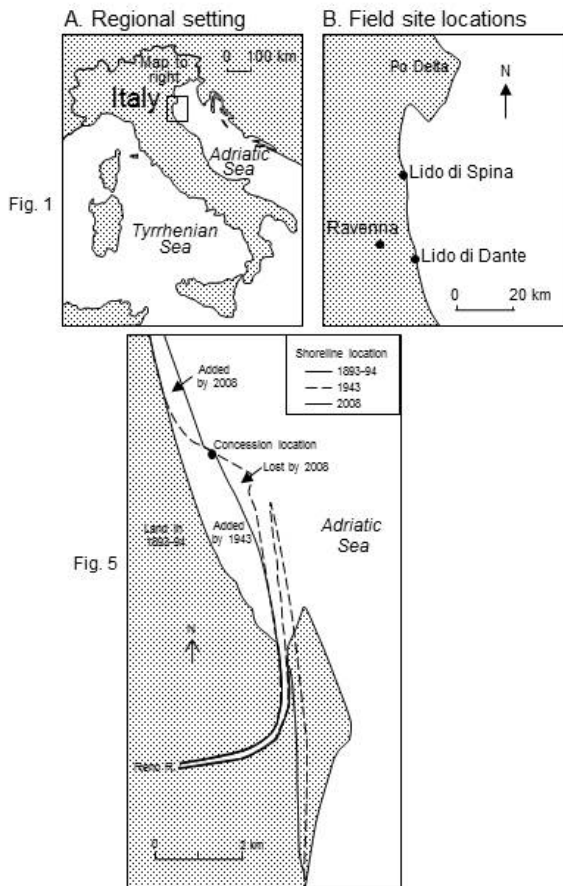 A. Regional setting
Map to
right
0 100 km
Italy
Adriatic
Sea
Tyrrhenian
Sea
Fig. 1
B. Field site locations
Po Delta
N
Lido di Spina
Ravenna
Lido di Dante
0 20 km
Shoreline location
1893-94
1943
2008
Added
by 2008
Concession location
Lost by 2008
Land in
1893-94
Added
by 1943
Adriatic
Sea
Fig. 5
N
Reno R.
0 2 km